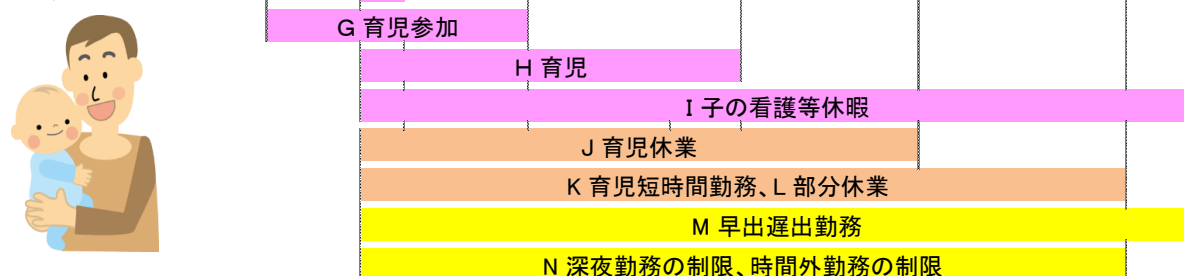 G 育児参加
H 育児
I 子の看護等休暇
J 育児休業
K 育児短時間勤務、L 部分休業
M 早出遅出勤務
N 深夜勤務の制限、時間外勤務の制限